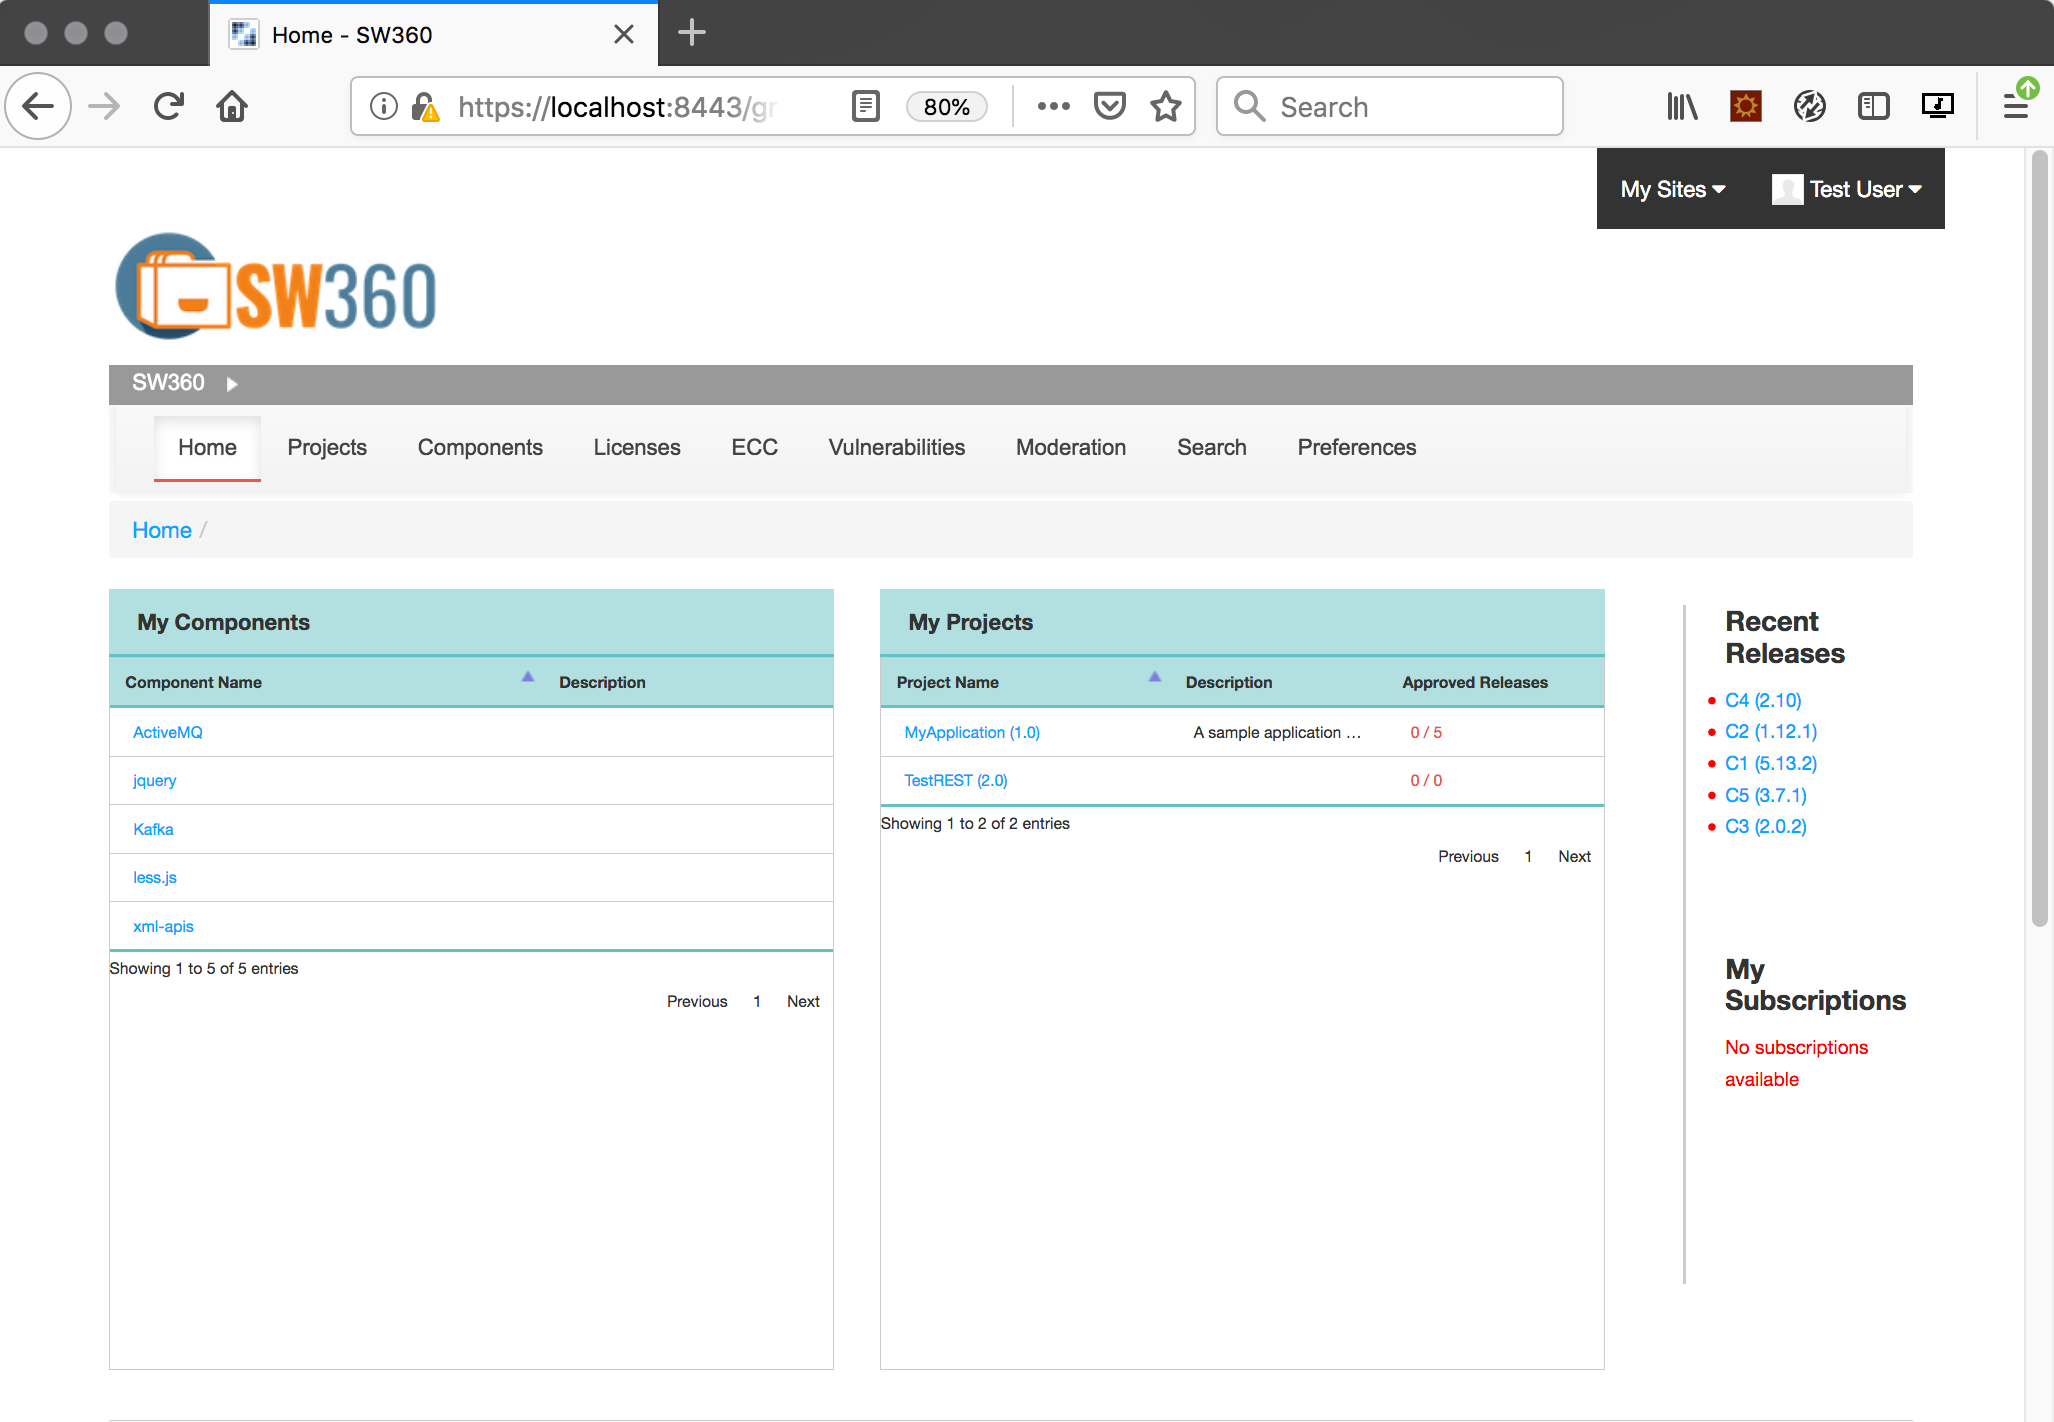 Home - SW360
https://localhost:8443/gr
80%
Search
My Sites
Test User
SW360
SW360
Home Projects Components Licenses ECC Vulnerabilities Moderation Search Preferences
Home /
My Components
Component Name Description
ActiveMQ
jquery
Kafka
less.js
xml-apis
Showing 1 to 5 of 5 entries
Previous 1 Next
My Projects
Project Name Description Approved Releases
MyApplication (1.0) A sample application ... 0 / 5
TestREST (2.0) 0 / 0
Showing 1 to 2 of 2 entries
Previous 1 Next
Recent
Releases
C4 (2.10)
C2 (1.12.1)
C1 (5.13.2)
C5 (3.7.1)
C3 (2.0.2)
My
Subscriptions
No subscriptions
available